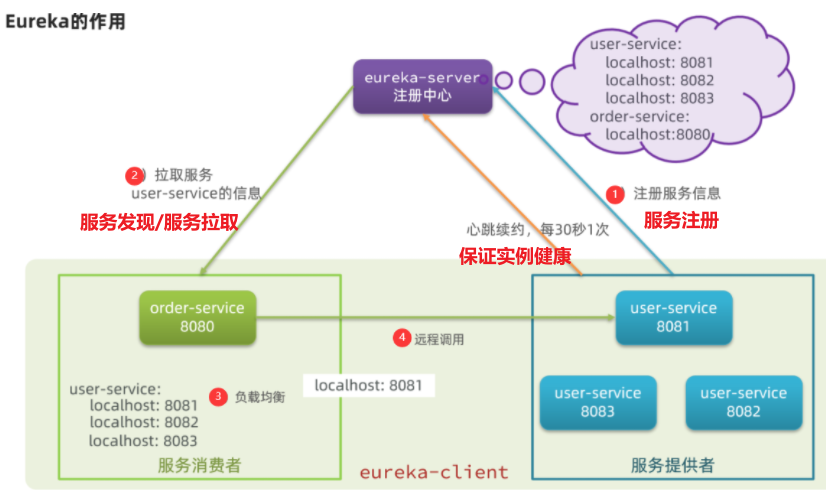 Eureka的作用
user-service:
localhost: 8081
localhost: 8082
localhost: 8083
order-service:
localhost:8080
eureka-server
注册中心
2 拉取服务
user-service的信息
服务发现/服务拉取
1 注册服务信息
服务注册
心跳续约，每30秒1次
保证实例健康
order-service
8080
user-service
8081
4 远程调用
user-service:
localhost: 8081
localhost: 8082
localhost: 8083
3 负载均衡
localhost: 8081
user-service
8083
user-service
8082
服务消费者
eureka-client
服务提供者